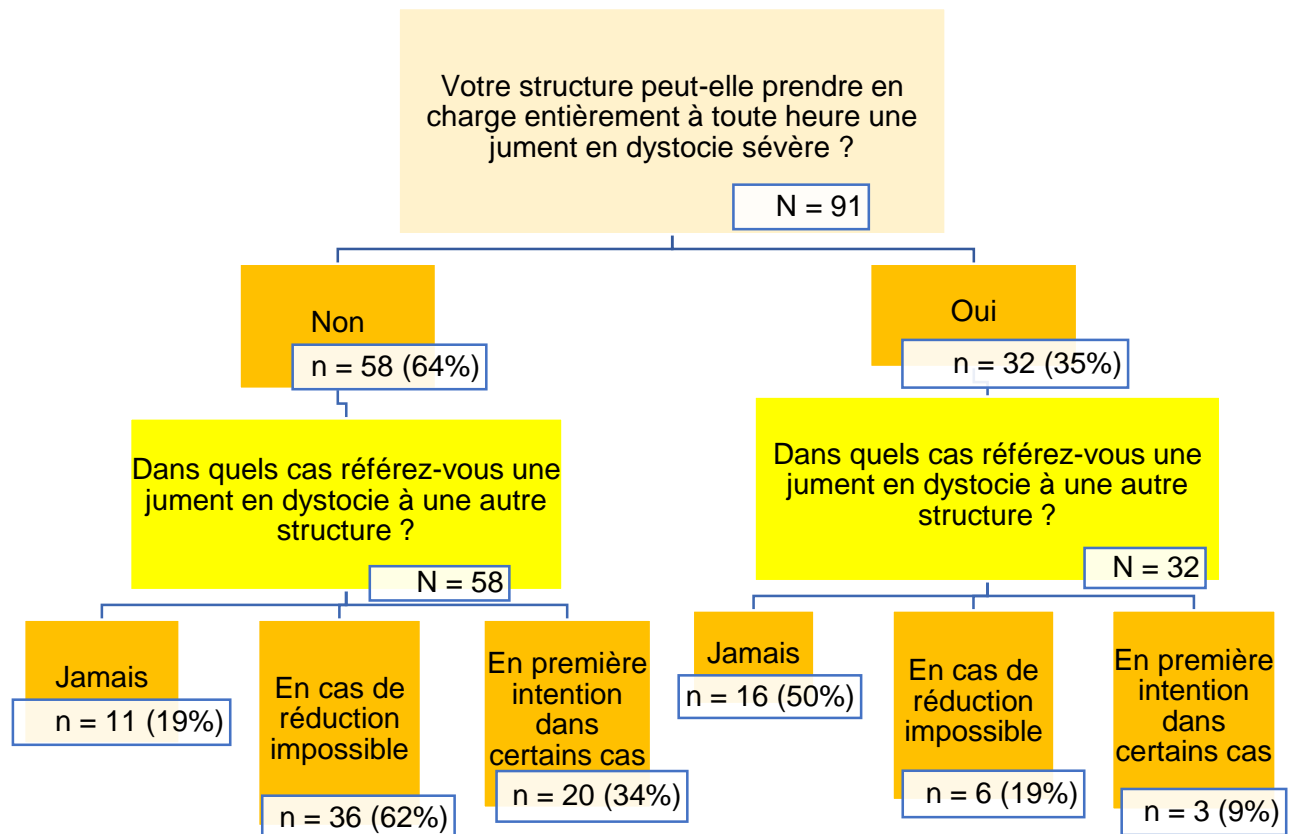 Votre structure peut-elle prendre en
charge entièrement à toute heure une
jument en dystocie sévère ?
N = 91
Non
n = 58 (64%)
Oui
n = 32 (35%)
Dans quels cas référez-vous une
jument en dystocie à une autre
structure ?
N = 58
Dans quels cas référez-vous une
jument en dystocie à une autre
structure ?
N = 32
Jamais
n = 11 (19%)
En cas de
réduction
impossible
n = 36 (62%)
En première
intention
dans
certains cas
n = 20 (34%)
Jamais
n = 16 (50%)
En cas de
réduction
impossible
n = 6 (19%)
En première
intention
dans
certains cas
n = 3 (9%)